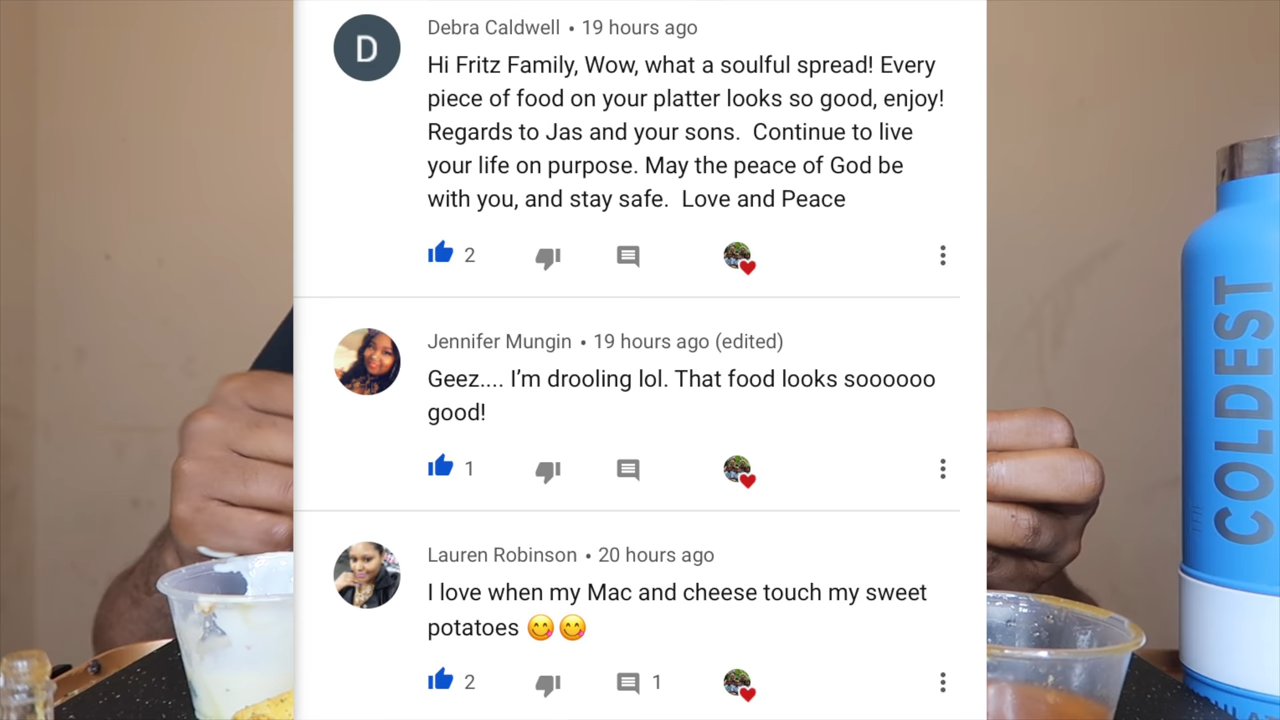 D
Debra Caldwell • 19 hours ago
Hi Fritz Family, Wow, what a soulful spread! Every
piece of food on your platter looks so good, enjoy!
Regards to Jas and your sons.  Continue to live
your life on purpose. May the peace of God be
with you, and stay safe.  Love and Peace
2
Jennifer Mungin • 19 hours ago (edited)
Geez.... I'm drooling lol. That food looks soooooo
good!
1
Lauren Robinson • 20 hours ago
I love when my Mac and cheese touch my sweet
potatoes 😋😋
2 1
THE
COLDEST